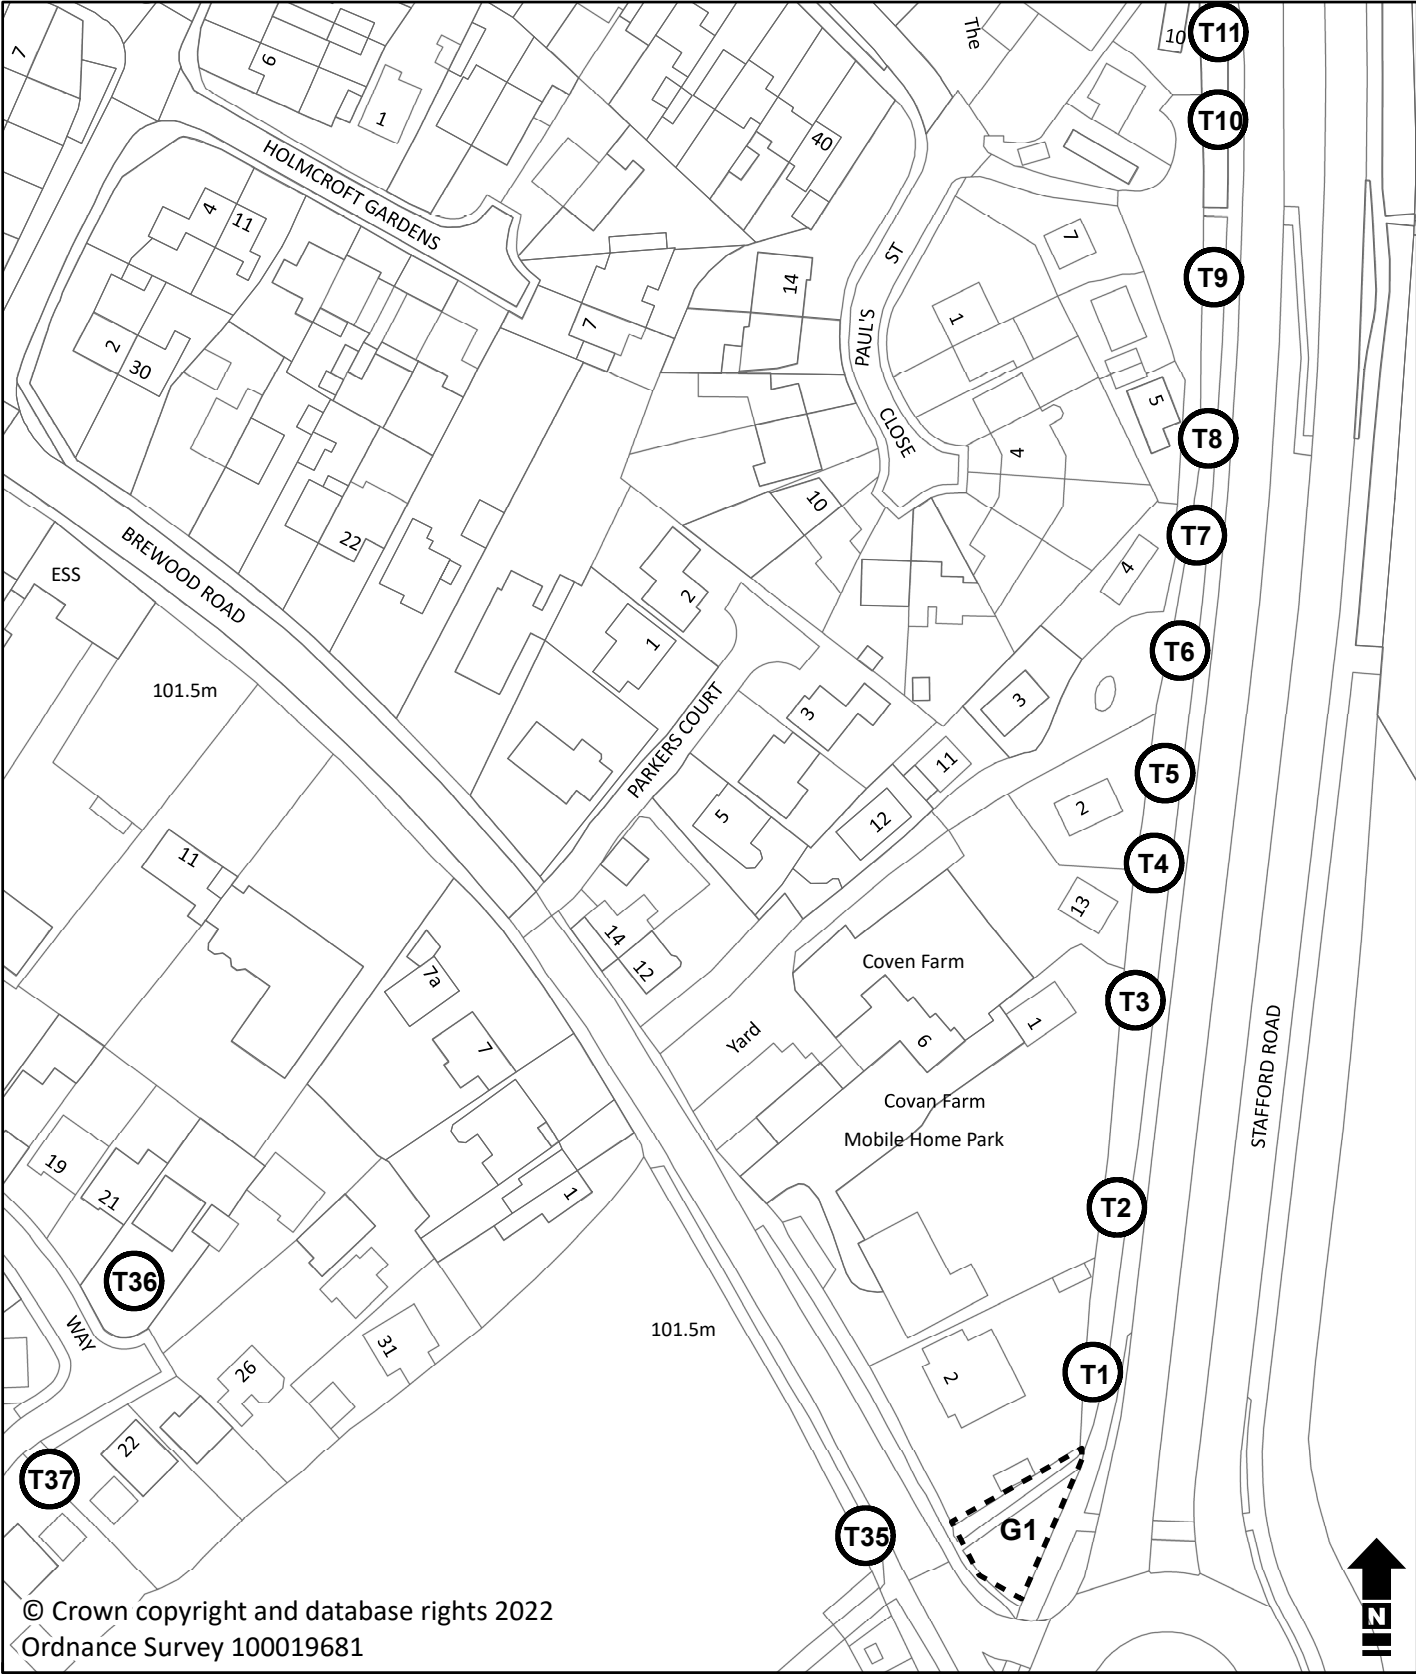 The
10
T11
7
6
1
T10
40
HOLMCROFT GARDENS
4
11
ST
7
T9
14
7
1
PAUL'S
2
30
5
CLOSE
T8
4
10
22
T7
BREWOOD ROAD
ESS
4
2
1
T6
101.5m
3
3
PARKERS COURT
11
T5
2
5
12
T4
11
13
14
12
Coven Farm
7a
T3
1
Yard
6
7
STAFFORD ROAD
Covan Farm
Mobile Home Park
19
21
1
T2
T36
WAY
101.5m
31
26
2
T1
22
T37
G1
T35
© Crown copyright and database rights 2022
Ordnance Survey 100019681
N